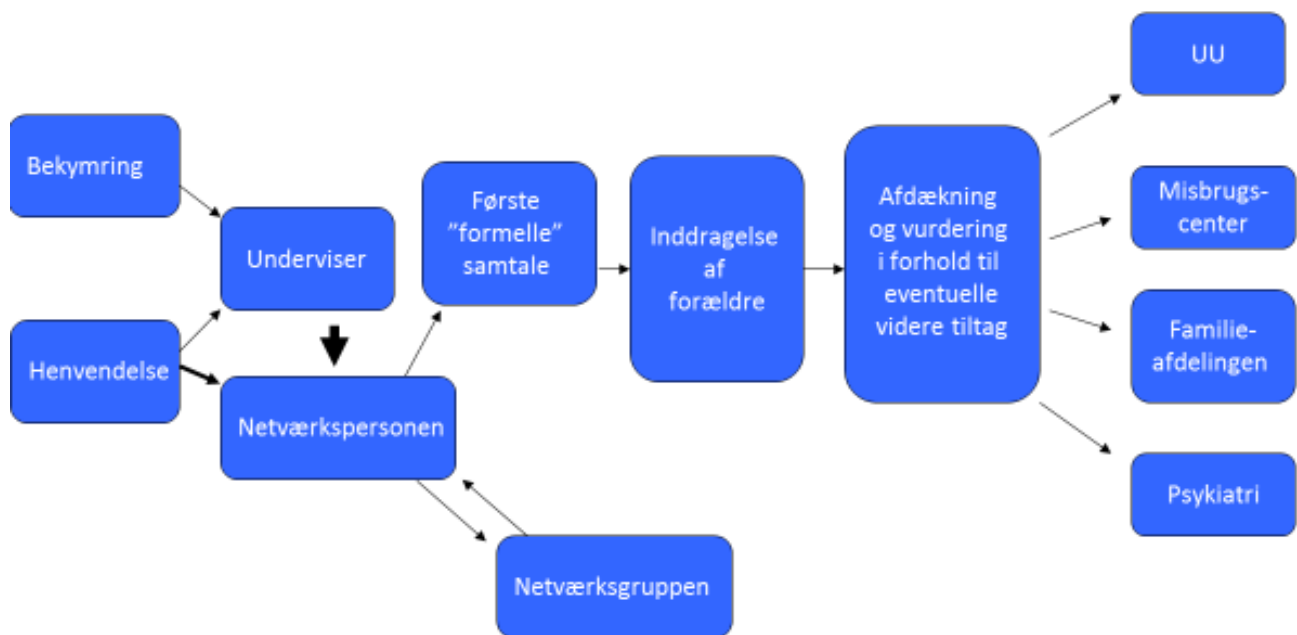 Bekymring
Henvendelse
Underviser
Netværkspersonen
Netværksgruppen
Første
”formelle”
samtale
Inddragelse
af
forældre
Afdækning
og vurdering
i forhold til
eventuelle
videre tiltag
UU
Misbrugs-
center
Familie-
afdelingen
Psykiatri